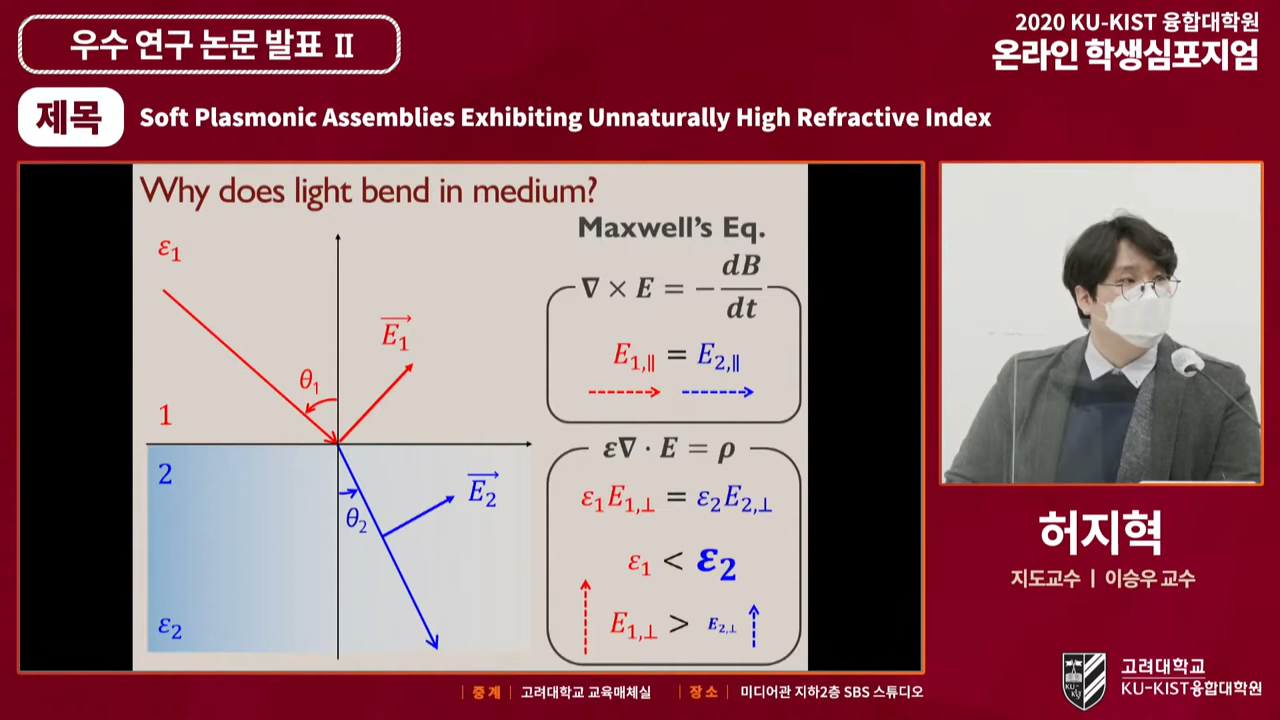 우수 연구 논문 발표 Ⅱ
2020 KU-KIST 융합대학원
온라인 학생심포지엄
제목
Soft Plasmonic Assemblies Exhibiting Unnaturally High Refractive Index
Why does light bend in medium?
ε₁
E₁
θ₁
1
2
E₂
θ₂
ε₂
Maxwell's Eq.
∇ × E = − dB/dt
E₁,∥ = E₂,∥
ε∇ · E = ρ
ε₁E₁,⊥ = ε₂E₂,⊥
ε₁ < ε₂
E₁,⊥ > E₂,⊥
허지혁
지도교수 | 이승우 교수
| 중계 | 고려대학교 교육매체실 | 장소 | 미디어관 지하2층 SBS 스튜디오
KU-KIST
고려대학교
KU-KIST융합대학원